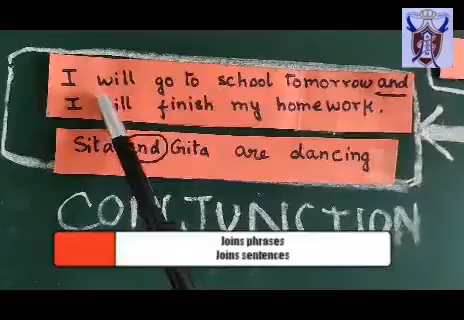 I will go to school tomorrow and
I will finish my homework.
Sita and Gita are dancing
CONJUNCTION
Joins phrases
Joins sentences